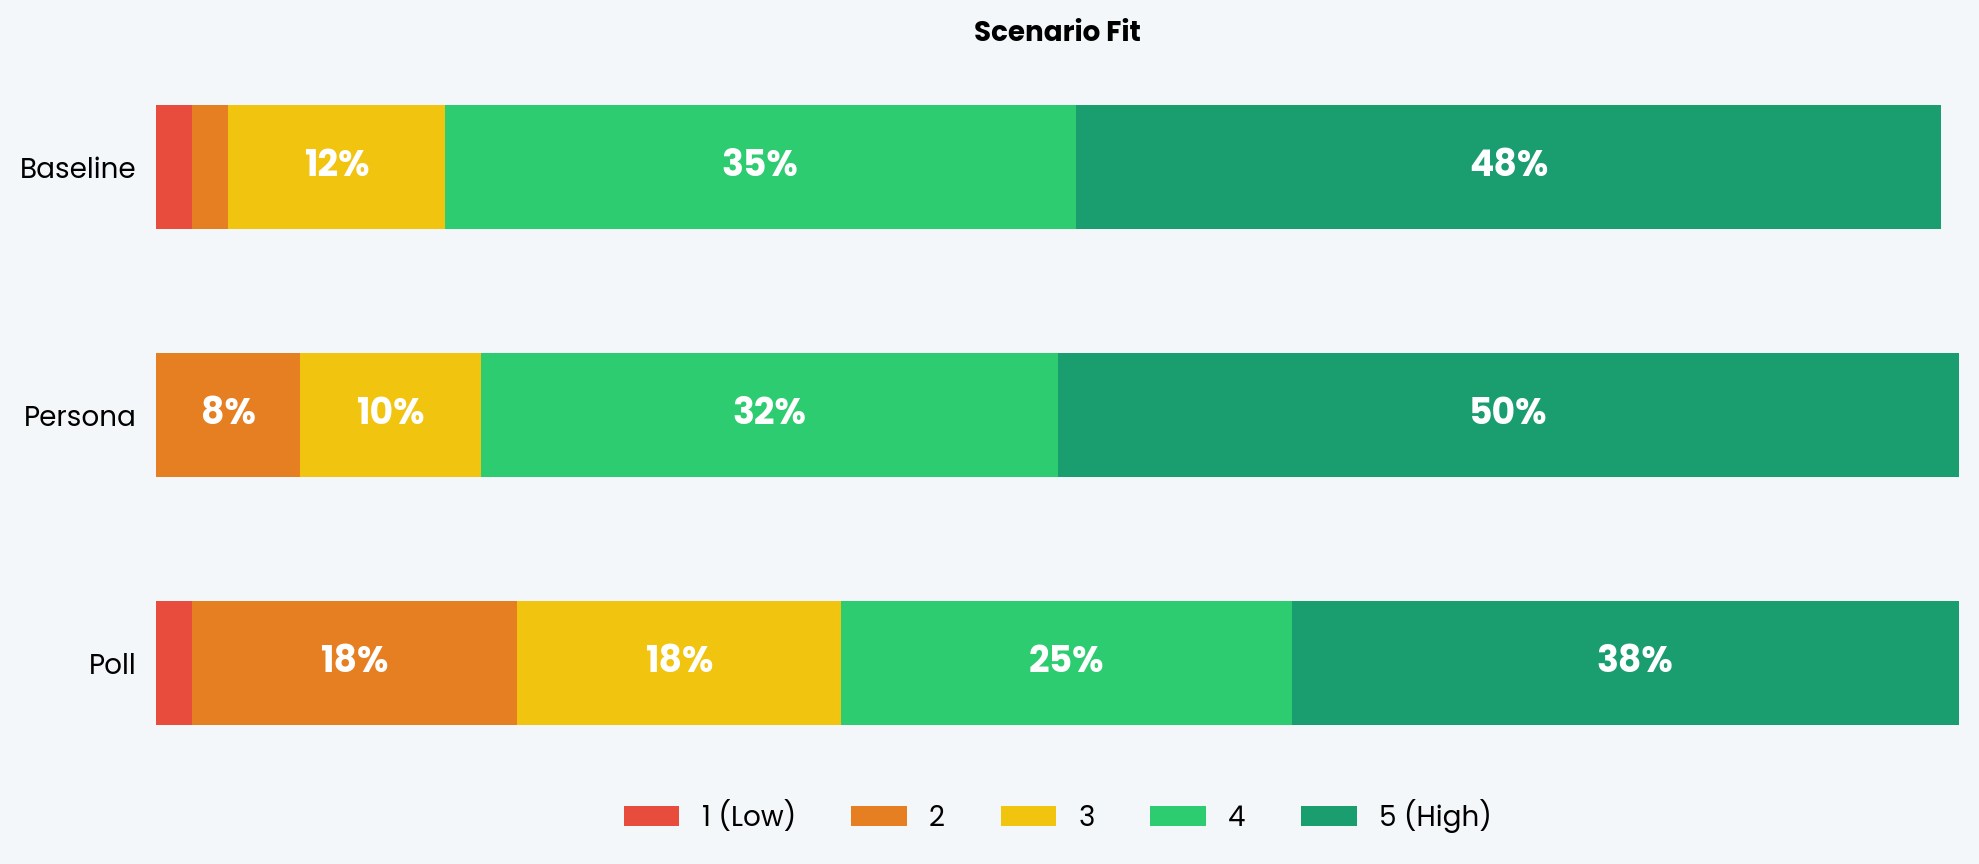 Scenario Fit
Baseline
12%
35%
48%
Persona
8%
10%
32%
50%
Poll
18%
18%
25%
38%
1 (Low)
2
3
4
5 (High)